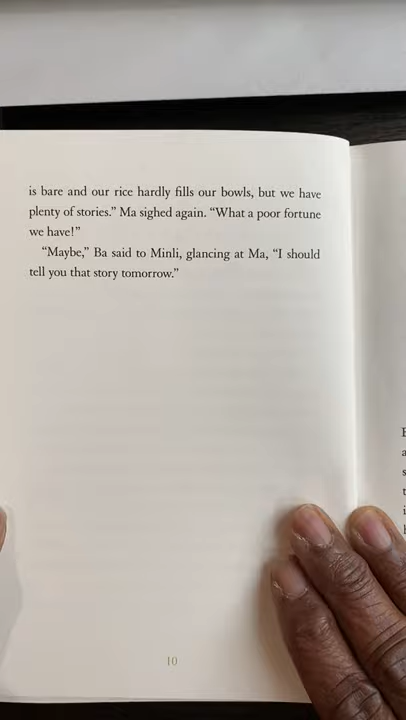 is bare and our rice hardly fills our bowls, but we have
plenty of stories.” Ma sighed again. “What a poor fortune
we have!”
“Maybe,” Ba said to Minli, glancing at Ma, “I should
tell you that story tomorrow.”
10